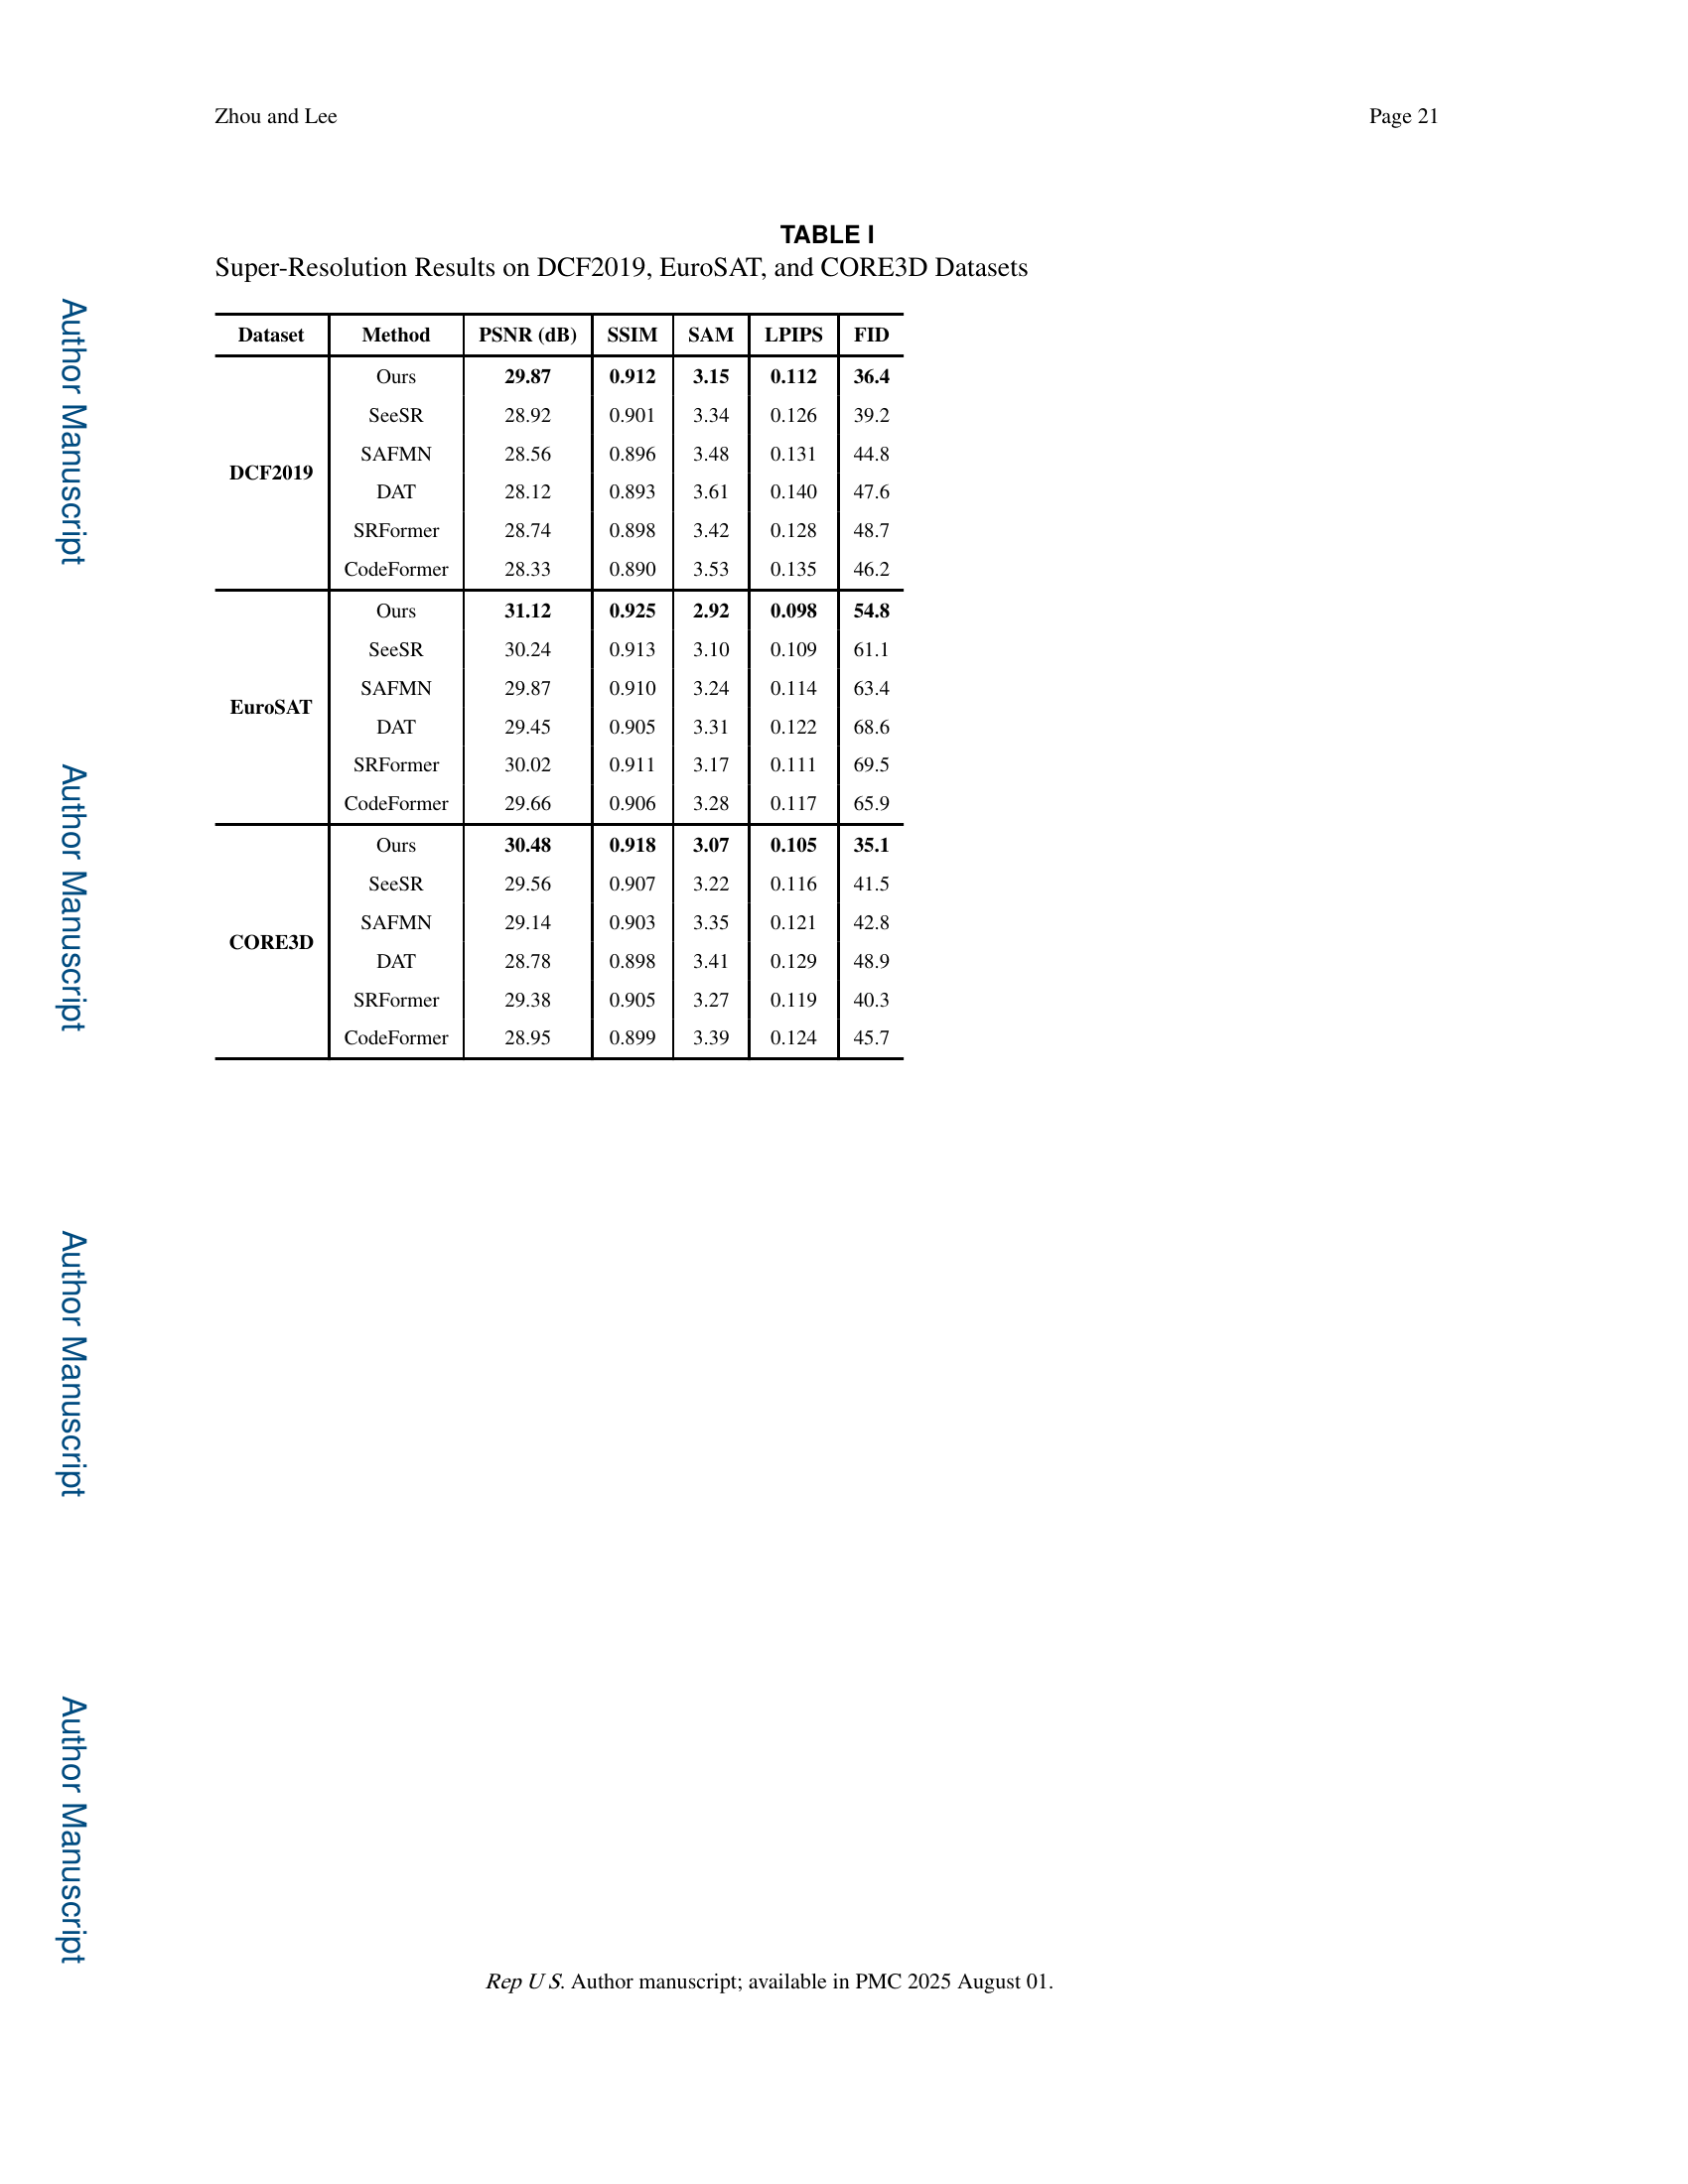 Zhou and Lee Page 21
TABLE I
Super-Resolution Results on DCF2019, EuroSAT, and CORE3D Datasets
Dataset Method PSNR (dB) SSIM SAM LPIPS FID
DCF2019
Ours 29.87 0.912 3.15 0.112 36.4
SeeSR 28.92 0.901 3.34 0.126 39.2
SAFMN 28.56 0.896 3.48 0.131 44.8
DAT 28.12 0.893 3.61 0.140 47.6
SRFormer 28.74 0.898 3.42 0.128 48.7
CodeFormer 28.33 0.890 3.53 0.135 46.2
EuroSAT
Ours 31.12 0.925 2.92 0.098 54.8
SeeSR 30.24 0.913 3.10 0.109 61.1
SAFMN 29.87 0.910 3.24 0.114 63.4
DAT 29.45 0.905 3.31 0.122 68.6
SRFormer 30.02 0.911 3.17 0.111 69.5
CodeFormer 29.66 0.906 3.28 0.117 65.9
CORE3D
Ours 30.48 0.918 3.07 0.105 35.1
SeeSR 29.56 0.907 3.22 0.116 41.5
SAFMN 29.14 0.903 3.35 0.121 42.8
DAT 28.78 0.898 3.41 0.129 48.9
SRFormer 29.38 0.905 3.27 0.119 40.3
CodeFormer 28.95 0.899 3.39 0.124 45.7
Rep U S. Author manuscript; available in PMC 2025 August 01.
Author Manuscript
Author Manuscript
Author Manuscript
Author Manuscript